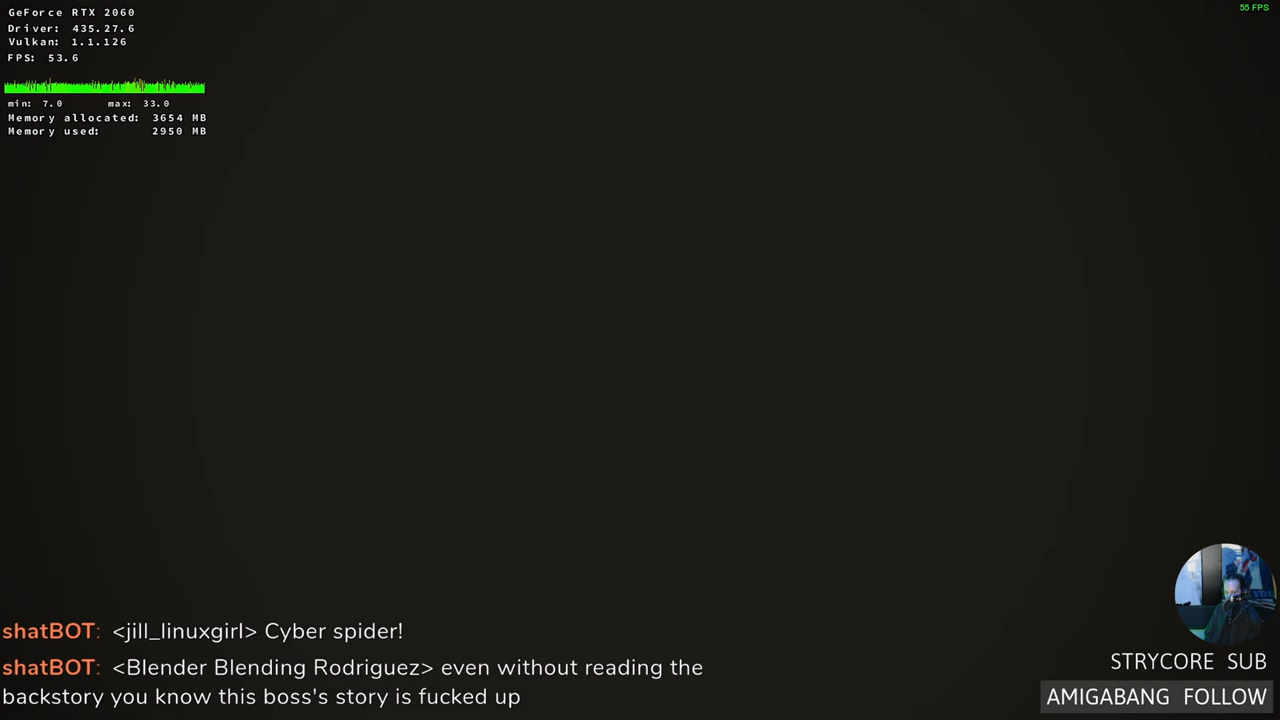 GeForce RTX 2060
55 FPS
Driver: 435.27.6
Vulkan: 1.1.126
FPS: 53.6
min: 7.0 max: 33.0
Memory allocated: 3654 MB
Memory used: 2950 MB
shatBOT: <jill_linuxgirl> Cyber spider!
shatBOT: <Blender Blending Rodriguez> even without reading the
backstory you know this boss's story is fucked up
STRYCORE SUB
AMIGABANG FOLLOW